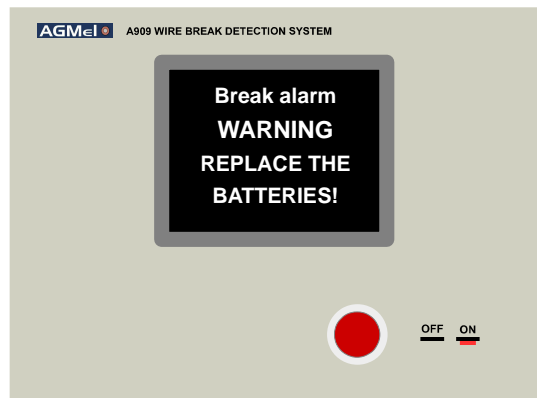 AGMel
A909 WIRE BREAK DETECTION SYSTEM
Break alarm
WARNING
REPLACE THE
BATTERIES!
OFF ON